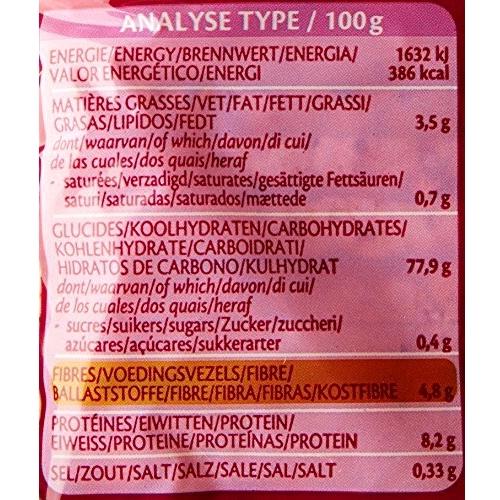 ANALYSE TYPE / 100g
ENERGIE/ENERGY/BRENNWERT/ENERGIA/ 1632 kJ
VALOR ENERGÉTICO/ENERGI 386 kcal
MATIÈRES GRASSES/VET/FAT/FETT/GRASSI/
GRASAS/LIPÍDOS/FEDT 3,5 g
dont/waarvan/of which/davon/di cui/
de las cuales/dos quais/heraf
- saturées/verzadigd/saturates/gesättigte Fettsäuren/
saturi/saturadas/saturados/mættede 0,7 g
GLUCIDES/KOOLHYDRATEN/CARBOHYDRATES/
KOHLENHYDRATE/CARBOIDRATI/
HIDRATOS DE CARBONO/KULHYDRAT 77,9 g
dont/waarvan/of which/davon/di cui/
de los cuales/dos quais/heraf
- sucres/suikers/sugars/Zucker/zuccheri/
azúcares/açúcares/sukkerarter 0,4 g
FIBRES/VOEDINGSVEZELS/FIBRE/
BALLASTSTOFFE/FIBRE/FIBRA/FIBRAS/KOSTFIBRE 4,8 g
PROTÉINES/EIWITTEN/PROTEIN/
EIWEISS/PROTEINE/PROTEÍNAS/PROTEIN 8,2 g
SEL/ZOUT/SALT/SALZ/SALE/SAL/SALT 0,33 g